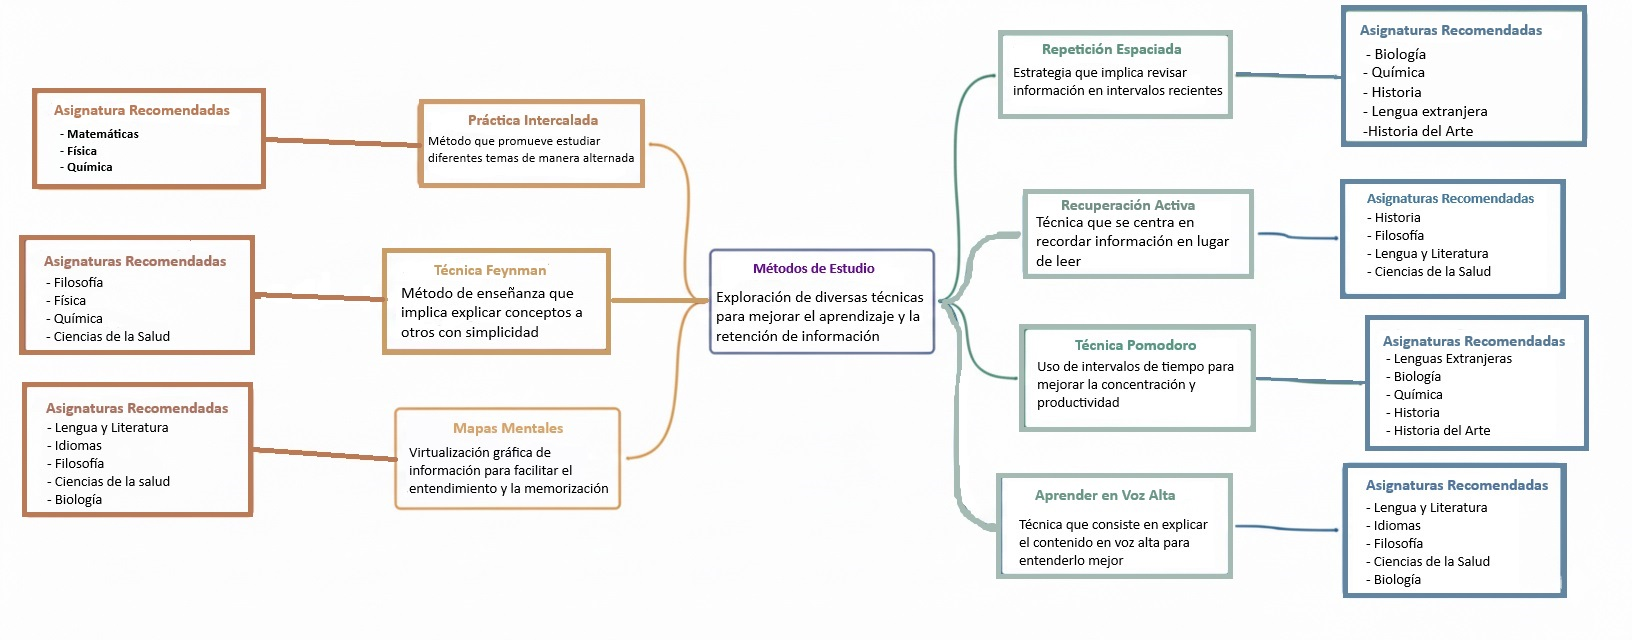 Métodos de Estudio
Exploración de diversas técnicas
para mejorar el aprendizaje y la
retención de información
Práctica Intercalada
Método que promueve estudiar
diferentes temas de manera alternada
Asignatura Recomendadas
- Matemáticas
- Física
- Química
Técnica Feynman
Método de enseñanza que
implica explicar conceptos a
otros con simplicidad
Asignaturas Recomendadas
- Filosofía
- Física
- Química
- Ciencias de la Salud
Mapas Mentales
Virtualización gráfica de
información para facilitar el
entendimiento y la memorización
Asignaturas Recomendadas
- Lengua y Literatura
- Idiomas
- Filosofía
- Ciencias de la salud
- Biología
Repetición Espaciada
Estrategia que implica revisar
información en intervalos recientes
Asignaturas Recomendadas
- Biología
- Química
- Historia
- Lengua extranjera
-Historia del Arte
Recuperación Activa
Técnica que se centra en
recordar información en lugar
de leer
Asignaturas Recomendadas
- Historia
- Filosofía
- Lengua y Literatura
- Ciencias de la Salud
Técnica Pomodoro
Uso de intervalos de tiempo para
mejorar la concentración y
productividad
Asignaturas Recomendadas
- Lenguas Extranjeras
- Biología
- Química
- Historia
- Historia del Arte
Aprender en Voz Alta
Técnica que consiste en explicar
el contenido en voz alta para
entenderlo mejor
Asignaturas Recomendadas
- Lengua y Literatura
- Idiomas
- Filosofía
- Ciencias de la Salud
- Biología